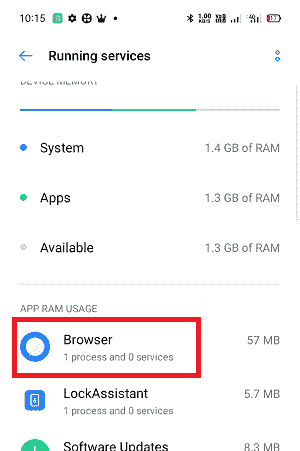 10:15 1.00 KB/S 4G 17
Running services
DEVICE MEMORY
System 1.4 GB of RAM
Apps 1.3 GB of RAM
Available 1.3 GB of RAM
APP RAM USAGE
Browser 57 MB
1 process and 0 services
LockAssistant 5.7 MB
1 process and 0 services
Software Updates 8.3 MB